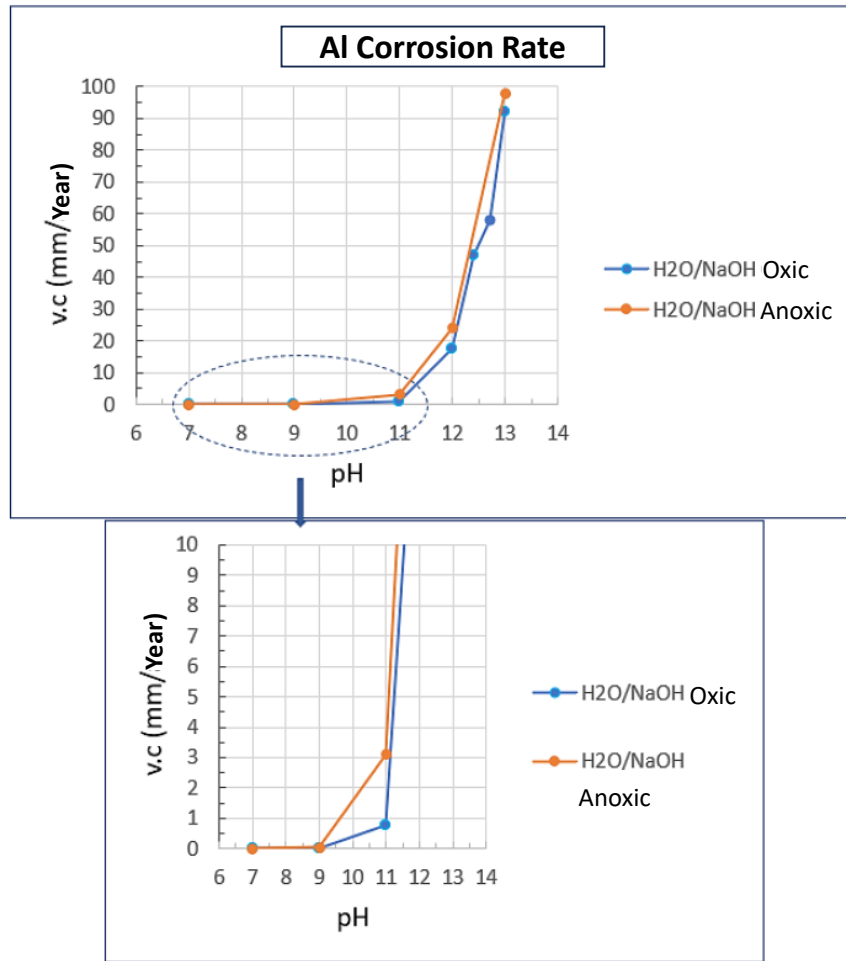 Al Corrosion Rate
100
90
80
70
60
50
40
30
20
10
0
v.c (mm/Year)
6 7 8 9 10 11 12 13 14
pH
H2O/NaOH Oxic
H2O/NaOH Anoxic
10
9
8
7
6
5
4
3
2
1
0
v.c (mm/Year)
6 7 8 9 10 11 12 13 14
pH
H2O/NaOH Oxic
H2O/NaOH
Anoxic